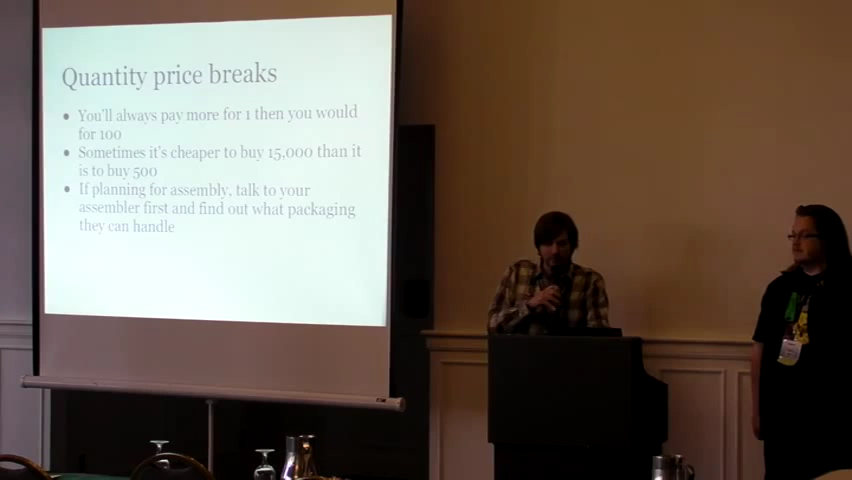 Quantity price breaks
● You'll always pay more for 1 then you would
for 100
● Sometimes it's cheaper to buy 15,000 than it
is to buy 500
● If planning for assembly, talk to your
assembler first and find out what packaging
they can handle